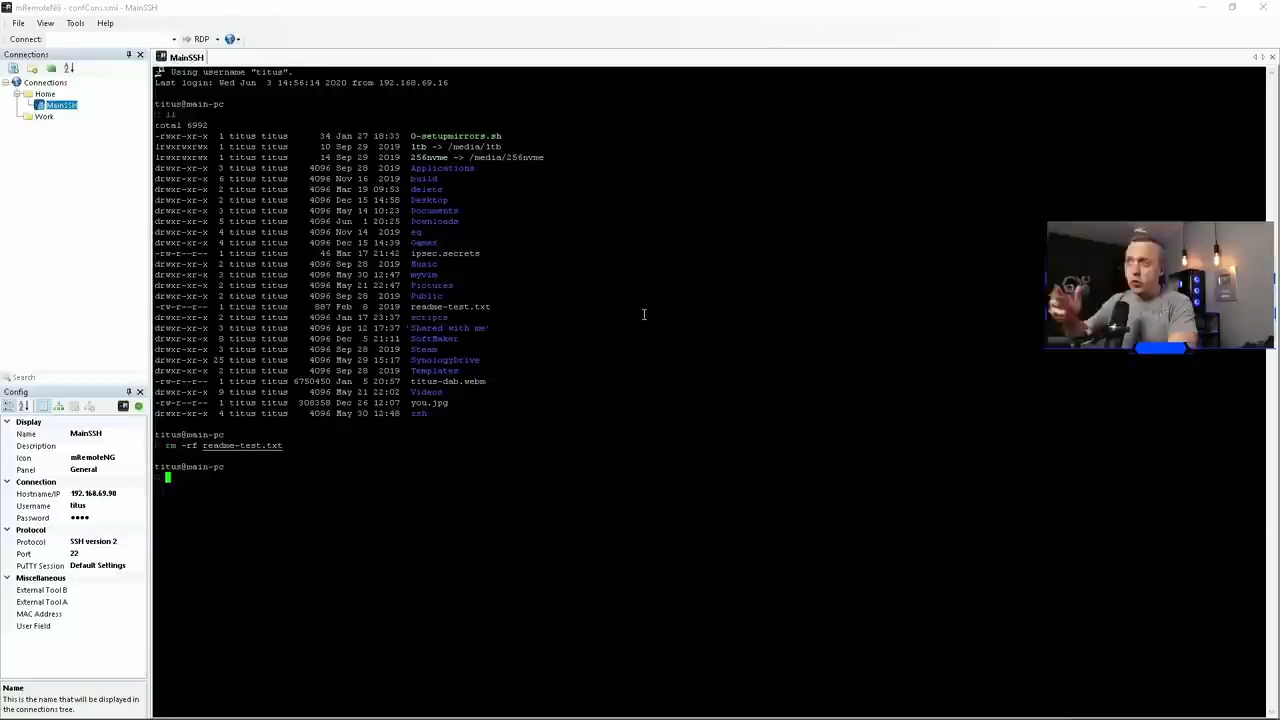 mRemoteNG - confCons.xml - MainSSH
File View Tools Help
Connect: RDP
Connections
MainSSH
Connections
Home
MainSSH
Work
Using username "titus".
Last login: Wed Jun 3 14:56:14 2020 from 192.168.69.16
titus@main-pc
ll
total 6992
-rwxr-xr-x 1 titus titus 34 Jan 27 18:33 0-setupmirrors.sh
lrwxrwxrwx 1 titus titus 10 Sep 29 2019 1tb -> /media/1tb
lrwxrwxrwx 1 titus titus 14 Sep 29 2019 256nvme -> /media/256nvme
drwxr-xr-x 3 titus titus 4096 Sep 28 2019 Applications
drwxr-xr-x 6 titus titus 4096 Nov 16 2019 build
drwxr-xr-x 2 titus titus 4096 Mar 19 09:53 delete
drwxr-xr-x 2 titus titus 4096 Dec 15 14:58 Desktop
drwxr-xr-x 3 titus titus 4096 May 14 10:23 Documents
drwxr-xr-x 5 titus titus 4096 Jun 1 20:25 Downloads
drwxr-xr-x 4 titus titus 4096 Nov 14 2019 eq
drwxr-xr-x 4 titus titus 4096 Dec 15 14:39 Games
-rw-r--r-- 1 titus titus 46 Mar 17 21:42 ipsec.secrets
drwxr-xr-x 2 titus titus 4096 Sep 28 2019 Music
drwxr-xr-x 3 titus titus 4096 May 30 12:47 myvim
drwxr-xr-x 2 titus titus 4096 May 21 22:47 Pictures
drwxr-xr-x 2 titus titus 4096 Sep 28 2019 Public
-rw-r--r-- 1 titus titus 887 Feb 8 2019 readme-test.txt
drwxr-xr-x 2 titus titus 4096 Jan 17 23:37 scripts
drwxr-xr-x 3 titus titus 4096 Apr 12 17:37 'Shared with me'
drwxr-xr-x 8 titus titus 4096 Dec 5 21:11 SoftMaker
drwxr-xr-x 3 titus titus 4096 Sep 28 2019 Steam
drwxr-xr-x 25 titus titus 4096 May 29 15:17 SynologyDrive
drwxr-xr-x 2 titus titus 4096 Sep 28 2019 Templates
-rw-r--r-- 1 titus titus 6750450 Jan 5 20:57 titus-dab.webm
drwxr-xr-x 9 titus titus 4096 May 21 22:02 Videos
-rw-r--r-- 1 titus titus 308358 Dec 26 12:07 you.jpg
drwxr-xr-x 4 titus titus 4096 May 30 12:48 zsh
titus@main-pc
rm -rf readme-test.txt
titus@main-pc
Search
Config
Display
Name MainSSH
Description
Icon mRemoteNG
Panel General
Connection
Hostname/IP 192.168.69.90
Username titus
Password ••••
Protocol
Protocol SSH version 2
Port 22
PuTTY Session Default Settings
Miscellaneous
External Tool B
External Tool A
MAC Address
User Field
Name
This is the name that will be displayed in
the connections tree.